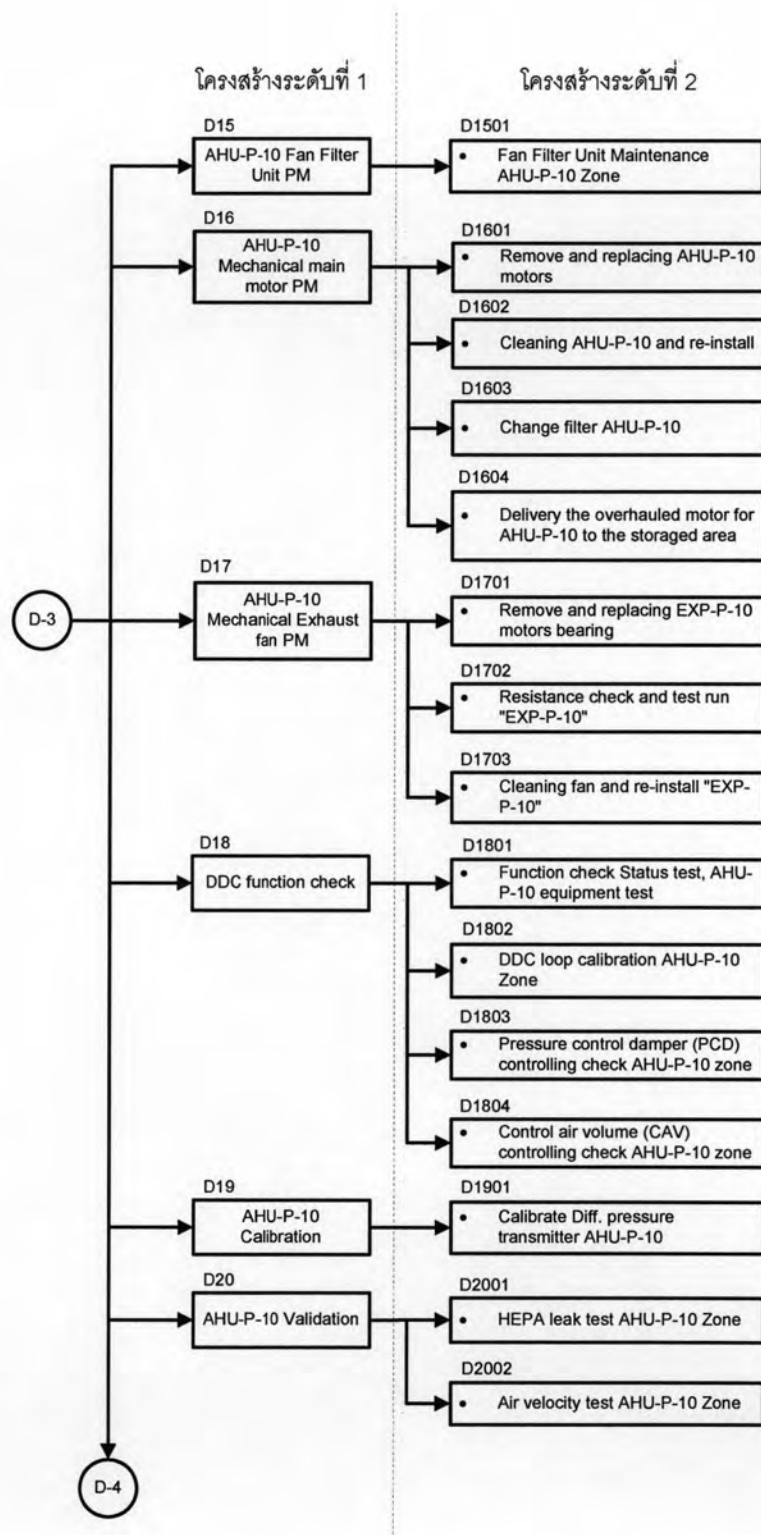 โครงสร้างระดับที่ 1
โครงสร้างระดับที่ 2
D15
AHU-P-10 Fan Filter
Unit PM
D1501
• Fan Filter Unit Maintenance
AHU-P-10 Zone
D16
AHU-P-10
Mechanical main
motor PM
D1601
• Remove and replacing AHU-P-10
motors
D1602
• Cleaning AHU-P-10 and re-install
D1603
• Change filter AHU-P-10
D1604
• Delivery the overhauled motor for
AHU-P-10 to the storaged area
D-3
D17
AHU-P-10
Mechanical Exhaust
fan PM
D1701
• Remove and replacing EXP-P-10
motors bearing
D1702
• Resistance check and test run
"EXP-P-10"
D1703
• Cleaning fan and re-install "EXP-
P-10"
D18
DDC function check
D1801
• Function check Status test, AHU-
P-10 equipment test
D1802
• DDC loop calibration AHU-P-10
Zone
D1803
• Pressure control damper (PCD)
controlling check AHU-P-10 zone
D1804
• Control air volume (CAV)
controlling check AHU-P-10 zone
D19
AHU-P-10
Calibration
D1901
• Calibrate Diff. pressure
transmitter AHU-P-10
D20
AHU-P-10 Validation
D2001
• HEPA leak test AHU-P-10 Zone
D2002
• Air velocity test AHU-P-10 Zone
D-4